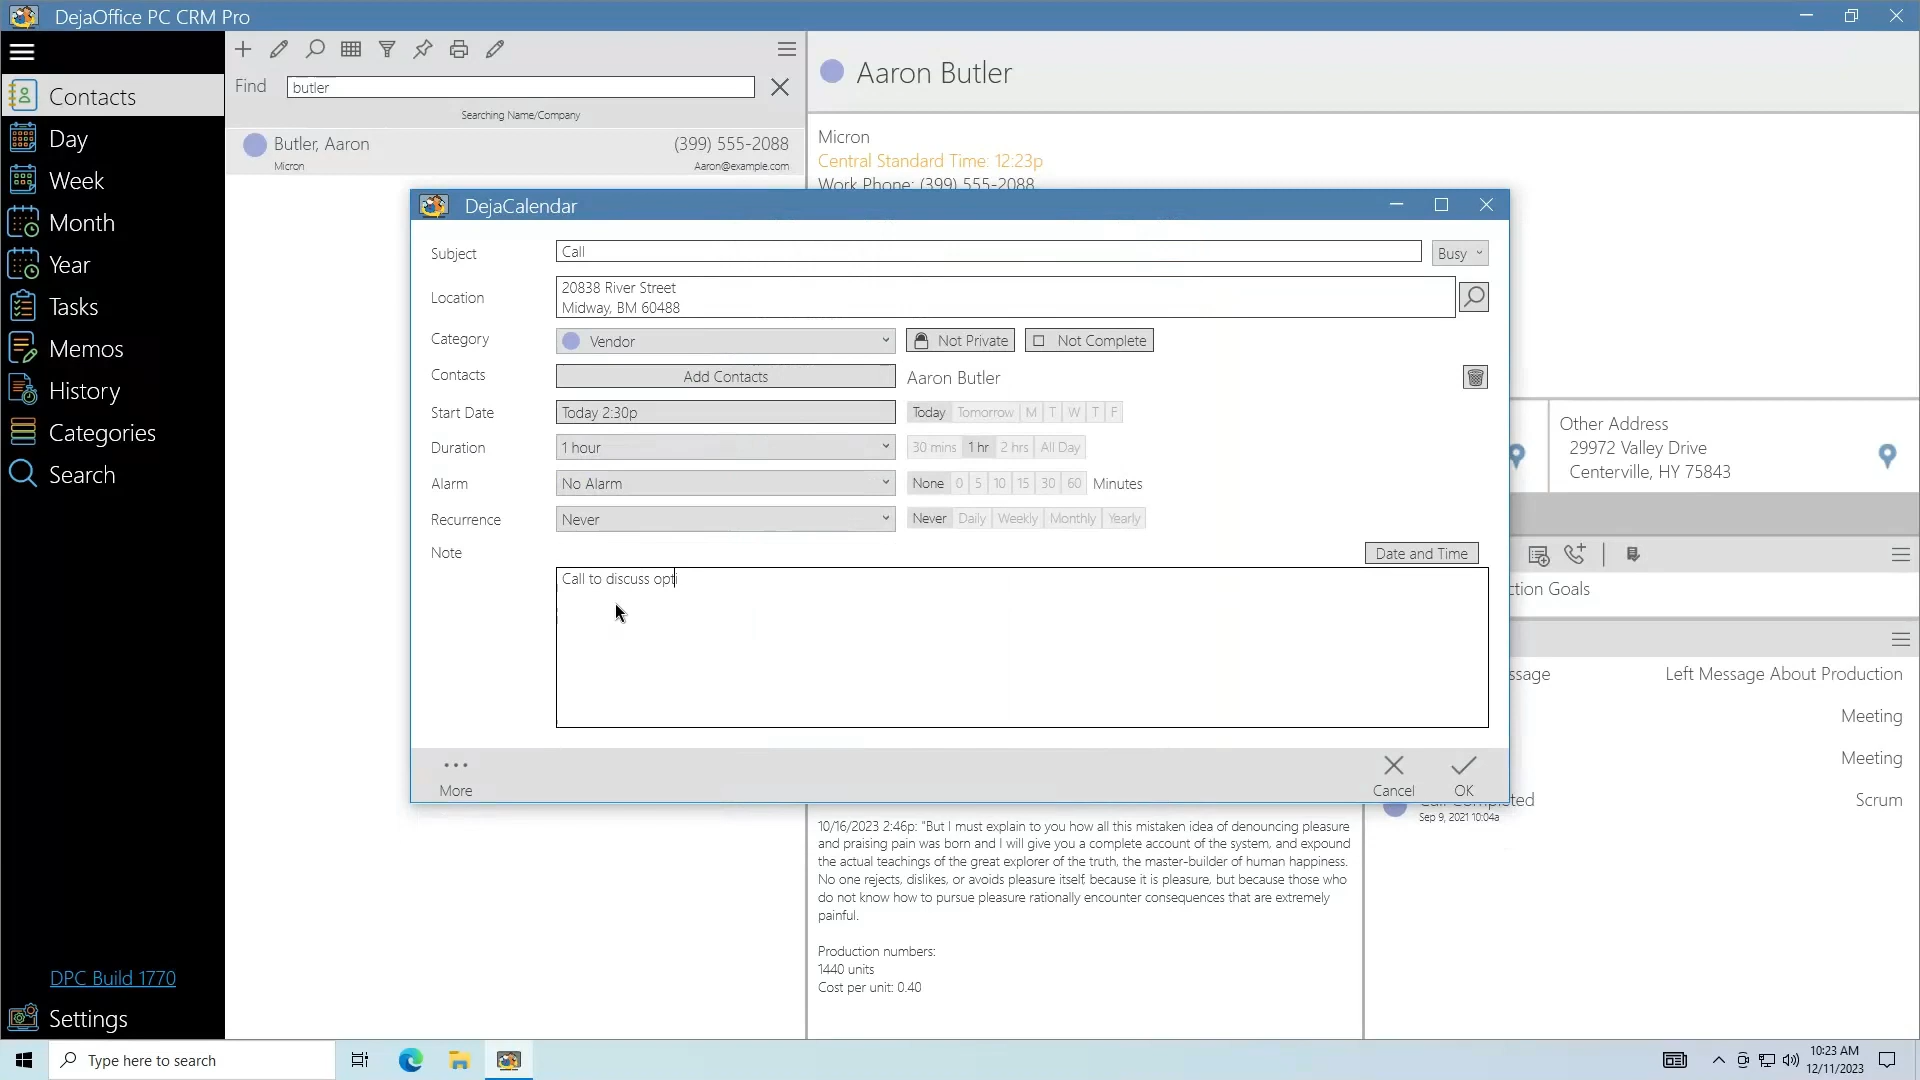 DejaOffice PC CRM Pro
Contacts
Day
Week
Month
Year
Tasks
Memos
History
Categories
Search
DPC Build 1770
Settings
Find
butler
Searching Name/Company
Butler, Aaron
(399) 555-2088
Micron
Aaron@example.com
Aaron Butler
Micron
Central Standard Time: 12:23p
Work Phone: (399) 555-2088
DejaCalendar
Subject
Call
Busy
Location
20838 River Street
Midway, BM 60488
Category
Vendor
Not Private
Not Complete
Contacts
Add Contacts
Aaron Butler
Start Date
Today 2:30p
Today Tomorrow M T W T F
Duration
1 hour
30 mins 1 hr 2 hrs All Day
Alarm
No Alarm
None 0 5 10 15 30 60 Minutes
Recurrence
Never
Never Daily Weekly Monthly Yearly
Note
Date and Time
Call to discuss opti
More
Cancel
OK
Other Address
29972 Valley Drive
Centerville, HY 75843
ction Goals
ssage
Left Message About Production
Meeting
Meeting
Call Completed
Scrum
Sep 9, 2021 10:04a
10/16/2023 2:46p: "But I must explain to you how all this mistaken idea of denouncing pleasure
and praising pain was born and I will give you a complete account of the system, and expound
the actual teachings of the great explorer of the truth, the master-builder of human happiness.
No one rejects, dislikes, or avoids pleasure itself, because it is pleasure, but because those who
do not know how to pursue pleasure rationally encounter consequences that are extremely
painful.
Production numbers:
1440 units
Cost per unit: 0.40
Type here to search
10:23 AM
12/11/2023